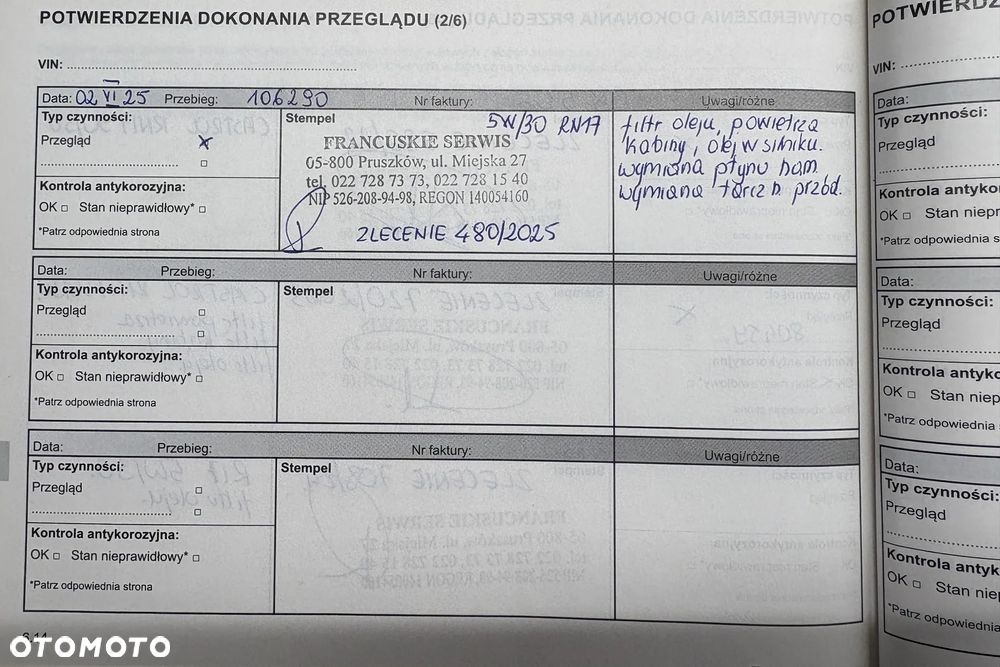 POTWIERDZENIA DOKONANIA PRZEGLĄDU (2/6)
VIN:
Data: 02 VI 25 Przebieg: 106290 Nr faktury: Uwagi/różne
Typ czynności:
Przegląd x
Kontrola antykorozyjna:
OK □ Stan nieprawidłowy* □
*Patrz odpowiednia strona
Stempel 5W/30 RN17
FRANCUSKIE SERWIS
05-800 Pruszków, ul. Miejska 27
tel. 022 728 73 73, 022 728 15 40
NIP 526-208-94-98, REGON 140054160
ZLECENIE 480/2025
filtr oleju, powietrza
kabiny, olej w silniku.
wymiana płynu ham.
wymiana tarcz h. przód.
Data: Przebieg: Nr faktury: Uwagi/różne
Typ czynności:
Przegląd □
Kontrola antykorozyjna:
OK □ Stan nieprawidłowy* □
*Patrz odpowiednia strona
Stempel
Data: Przebieg: Nr faktury: Uwagi/różne
Typ czynności:
Przegląd □
Kontrola antykorozyjna:
OK □ Stan nieprawidłowy* □
*Patrz odpowiednia strona
Stempel
6.14
OTOMOTO
POTWIERDZ
VIN:
Data:
Typ czynności:
Przegląd
Kontrola antyko
OK □ Stan niepr
*Patrz odpowiednia s
Data:
Typ czynności:
Przegląd
Kontrola antyko
OK □ Stan niep
*Patrz odpowiednia
Data:
Typ czynności:
Przegląd
Kontrola antyk
OK □ Stan nie
*Patrz odpowiednia